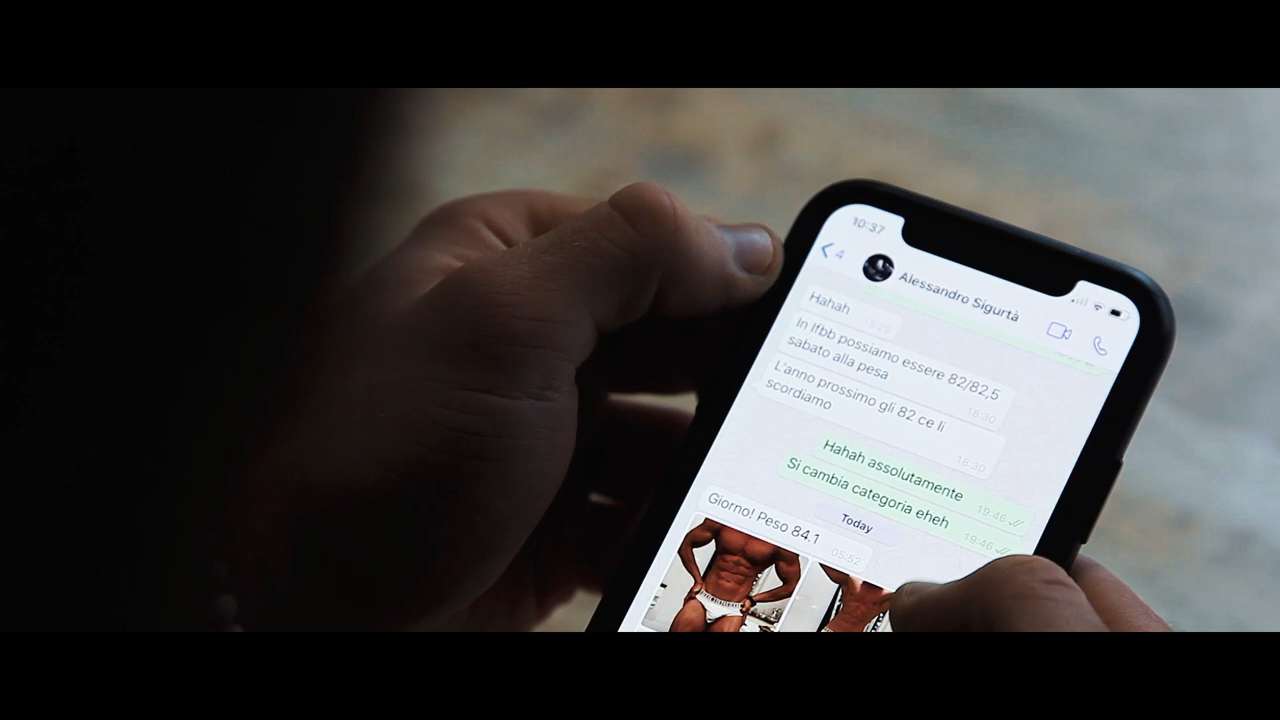 10:37
4
Alessandro Sigurtà
Hahah
In Ifbb possiamo essere 82/82,5
sabato alla pesa
18:30
L'anno prossimo gli 82 ce li
scordiamo
18:30
Hahah assolutamente
19:46
Si cambia categoria eheh
19:46
Today
Giorno! Peso 84.1
05:52